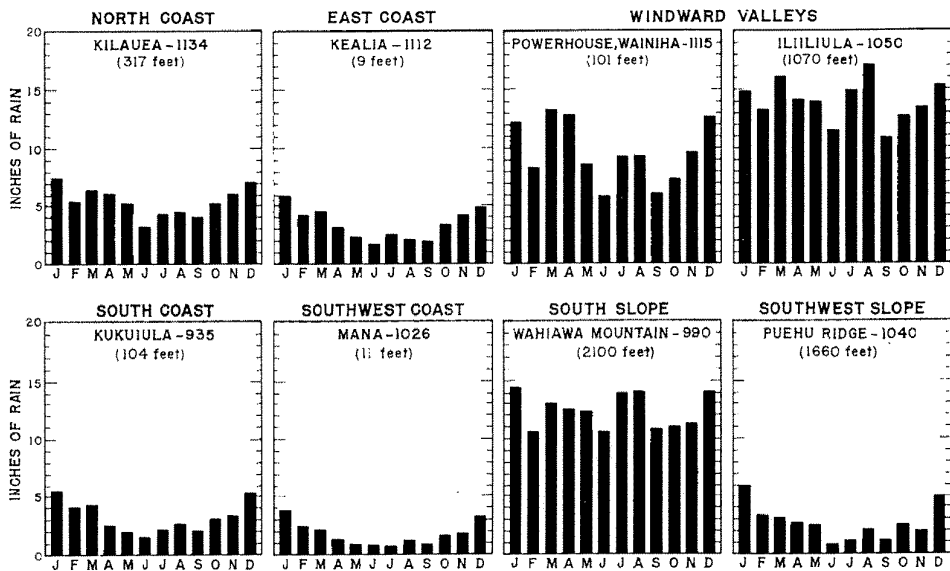 NORTH COAST EAST COAST WINDWARD VALLEYS
20 KILAUEA-1134 KEALIA-1112 POWERHOUSE, WAINIHA-1115 ILIILIULA-1050
(317 feet) (9 feet) (101 feet) (1070 feet)
15
INCHES OF RAIN
10
5
0
J F M A M J J A S O N D J F M A M J J A S O N D J F M A M J J A S O N D J F M A M J J A S O N D
SOUTH COAST SOUTHWEST COAST SOUTH SLOPE SOUTHWEST SLOPE
20 KUKUIULA-935 MANA-1026 WAHIAWA MOUNTAIN-990 PUEHU RIDGE-1040
(104 feet) feet) (2100 feet) (1660 feet)
15
INCHES OF RAIN
10
5
0
J F M A M J J A S O N D J F M A M J J A S O N D J F M A M J J A S O N D J F M A M J J A S O N D